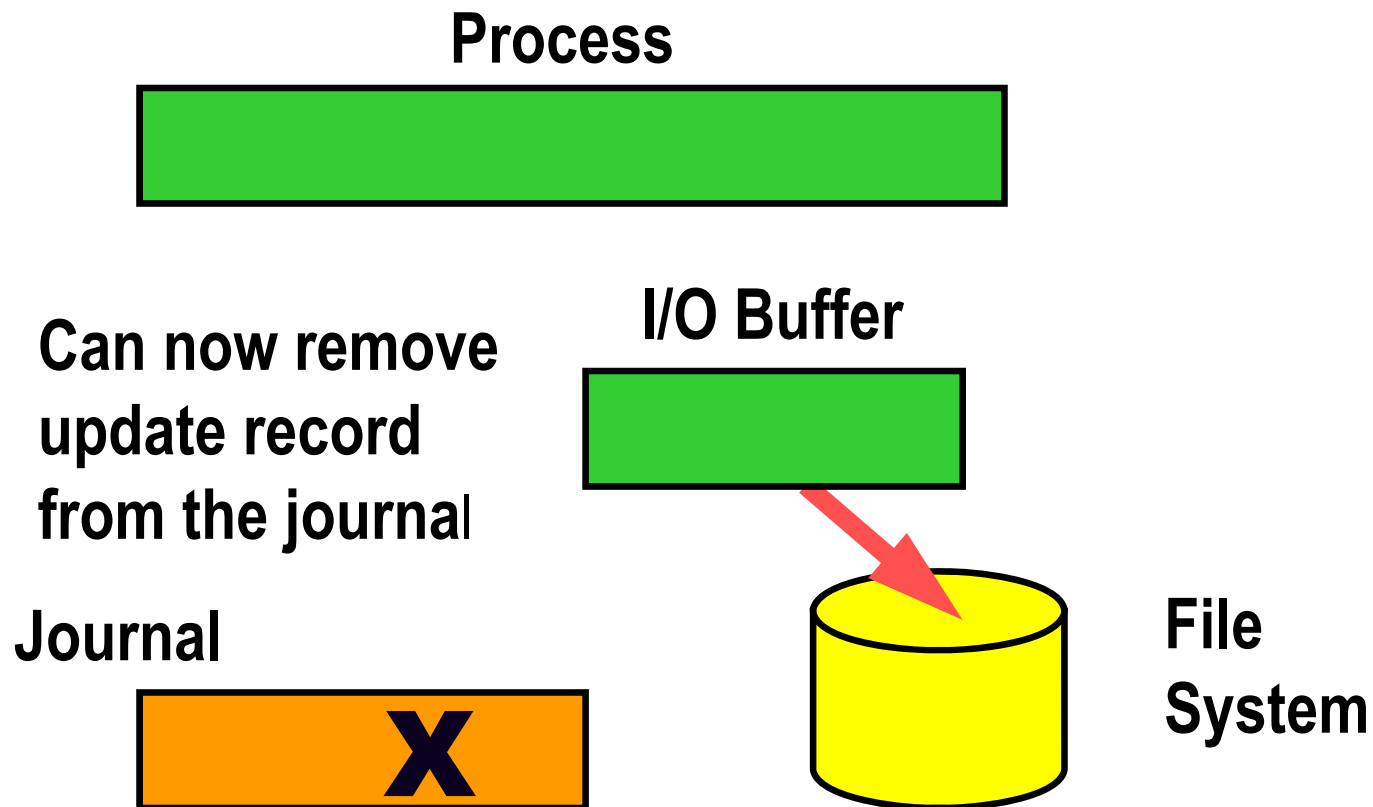 Process
I/O Buffer
Can now remove
update record
from the journal
Journal
X
File
System